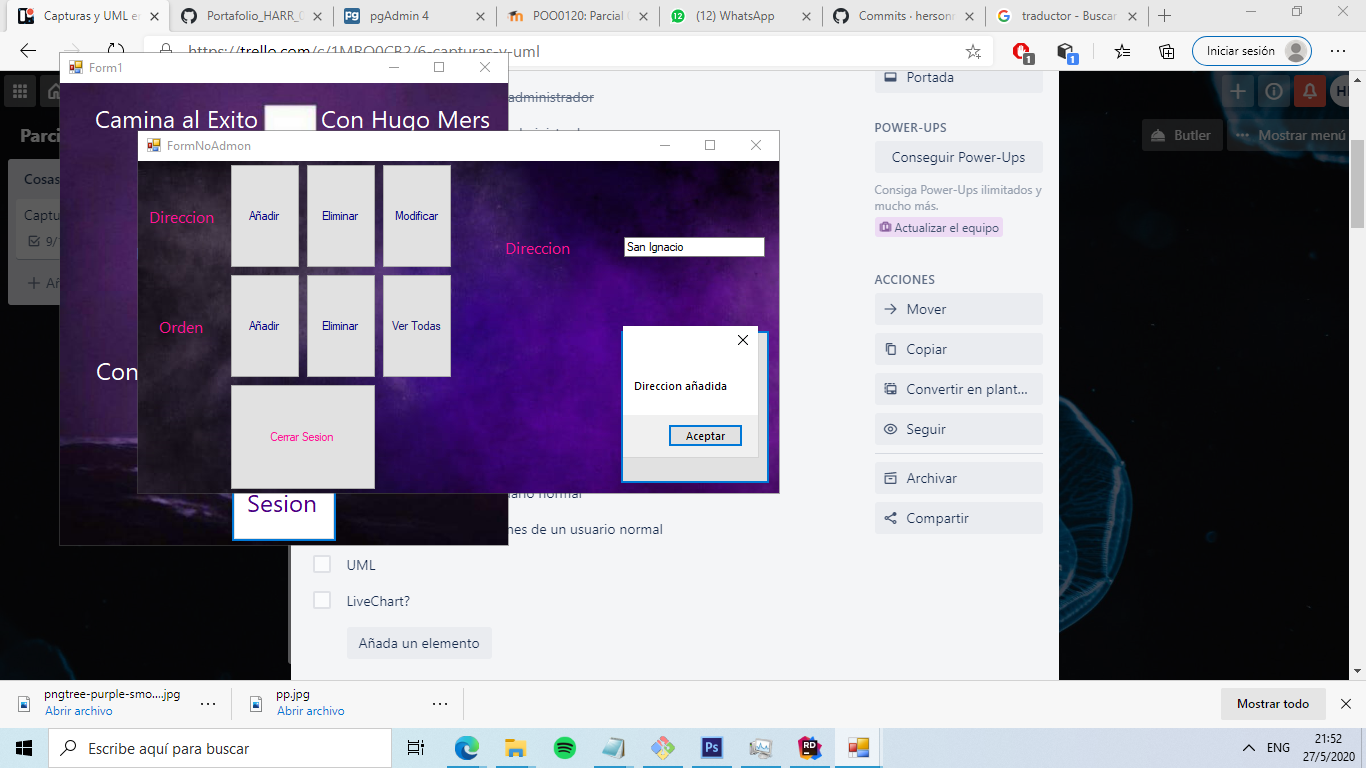 Capturas y UML en
Portafolio_HARR_0
pgAdmin 4
POO0120: Parcial
(12) WhatsApp
Commits · hersonr
traductor - Buscar
https://trello.com/c/1MRO0CB2/6-capturas-y-uml
Iniciar sesión
1
1
Form1
Camina al Exito
Con Hugo Mers
Con
Sesion
FormNoAdmon
Direccion
Añadir
Eliminar
Modificar
Direccion
San Ignacio
Orden
Añadir
Eliminar
Ver Todas
Cerrar Sesion
Direccion añadida
Aceptar
Parci
Cosas
Captu
9/
Añ
administrador
nes de un usuario normal
UML
LiveChart?
Añada un elemento
Portada
POWER-UPS
Conseguir Power-Ups
Consiga Power-Ups ilimitados y
mucho más.
Actualizar el equipo
ACCIONES
Mover
Copiar
Convertir en plant...
Seguir
Archivar
Compartir
Butler
Mostrar menú
pngtree-purple-smo....jpg
Abrir archivo
pp.jpg
Abrir archivo
Mostrar todo
Escribe aquí para buscar
ENG
21:52
27/5/2020